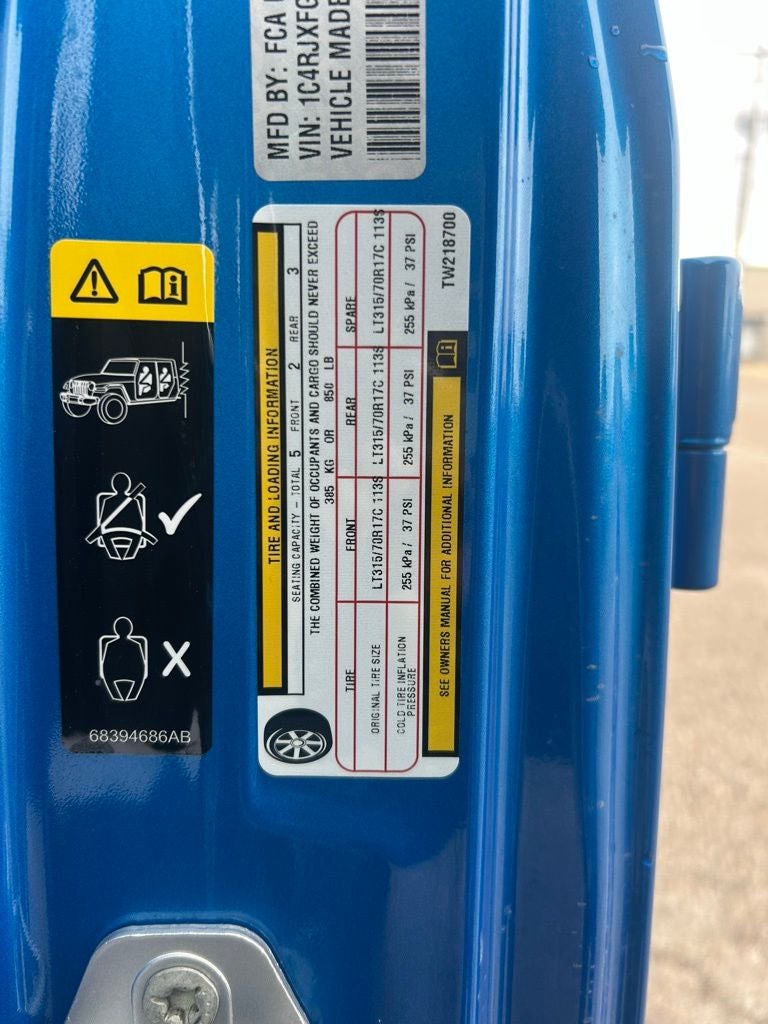 MFD BY: FCA
VIN: 1C4RJXFG
VEHICLE MADE
TIRE AND LOADING INFORMATION
SEATING CAPACITY – TOTAL 5 FRONT 2 REAR 3
THE COMBINED WEIGHT OF OCCUPANTS AND CARGO SHOULD NEVER EXCEED
385 KG OR 850 LB
TIRE FRONT REAR SPARE
ORIGINAL TIRE SIZE LT315/70R17C 113S LT315/70R17C 113S LT315/70R17C 113S
COLD TIRE INFLATION
PRESSURE 255 kPa / 37 PSI 255 kPa / 37 PSI 255 kPa / 37 PSI
SEE OWNERS MANUAL FOR ADDITIONAL INFORMATION
TW218700
68394686AB